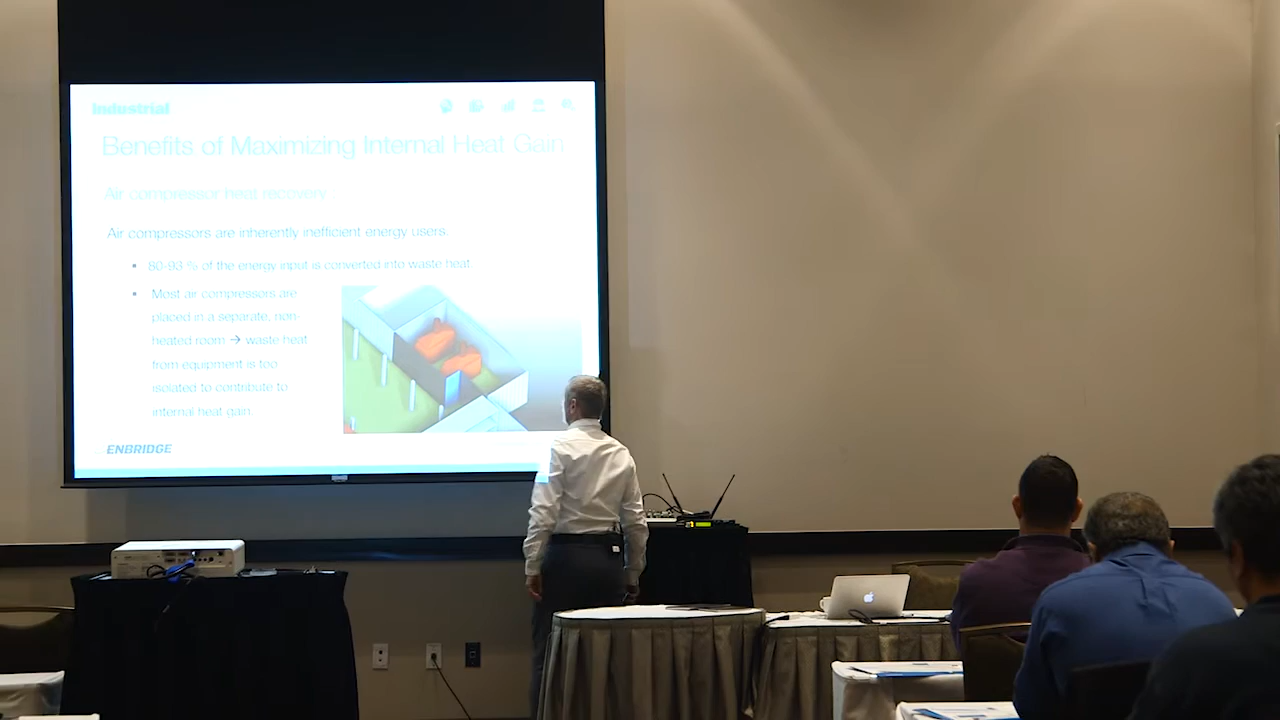 Industrial
Benefits of Maximizing Internal Heat Gain
Air compressor heat recovery
Air compressors are inherently inefficient energy users.
▪ 80-93 % of the energy input is converted into waste heat.
▪ Most air compressors are
placed in a separate, non-
heated room → waste heat
from equipment is too
isolated to contribute to
internal heat gain.
ENBRIDGE